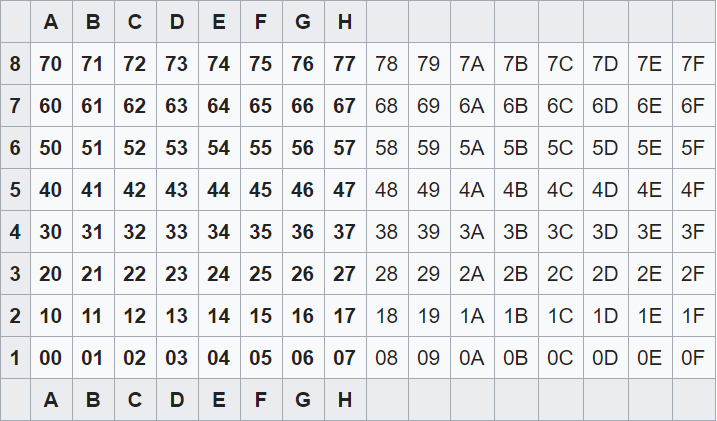 A B C D E F G H
8 70 71 72 73 74 75 76 77 78 79 7A 7B 7C 7D 7E 7F
7 60 61 62 63 64 65 66 67 68 69 6A 6B 6C 6D 6E 6F
6 50 51 52 53 54 55 56 57 58 59 5A 5B 5C 5D 5E 5F
5 40 41 42 43 44 45 46 47 48 49 4A 4B 4C 4D 4E 4F
4 30 31 32 33 34 35 36 37 38 39 3A 3B 3C 3D 3E 3F
3 20 21 22 23 24 25 26 27 28 29 2A 2B 2C 2D 2E 2F
2 10 11 12 13 14 15 16 17 18 19 1A 1B 1C 1D 1E 1F
1 00 01 02 03 04 05 06 07 08 09 0A 0B 0C 0D 0E 0F
A B C D E F G H